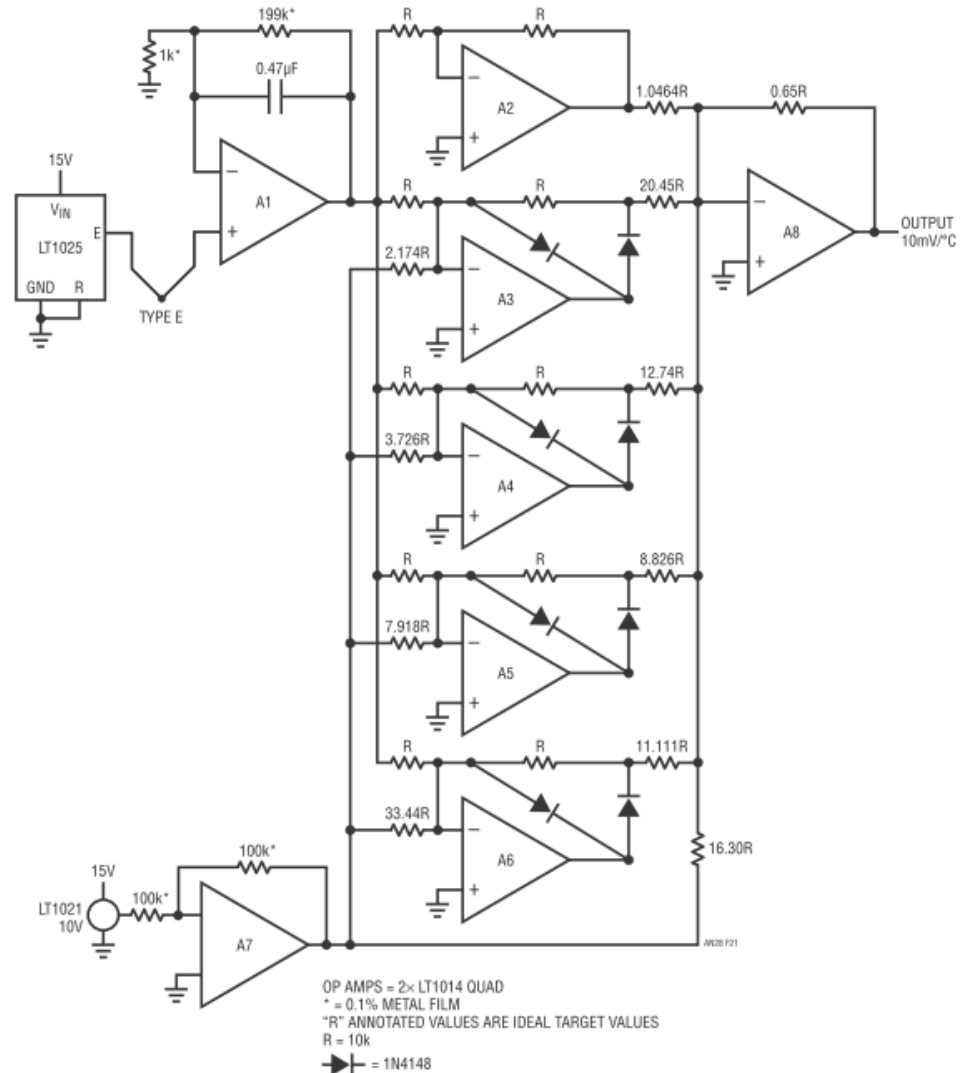 199k*
R
R
1k*
0.47µF
A2
1.0464R
0.65R
15V
VIN
LT1025
E
GND
R
TYPE E
A1
R
R
20.45R
2.174R
A3
A8
OUTPUT
10mV/°C
R
R
12.74R
3.726R
A4
R
R
8.826R
7.918R
A5
R
R
11.111R
33.44R
A6
16.30R
15V
LT1021
10V
100k*
100k*
A7
AN28 F21
OP AMPS = 2× LT1014 QUAD
* = 0.1% METAL FILM
"R" ANNOTATED VALUES ARE IDEAL TARGET VALUES
R = 10k
= 1N4148